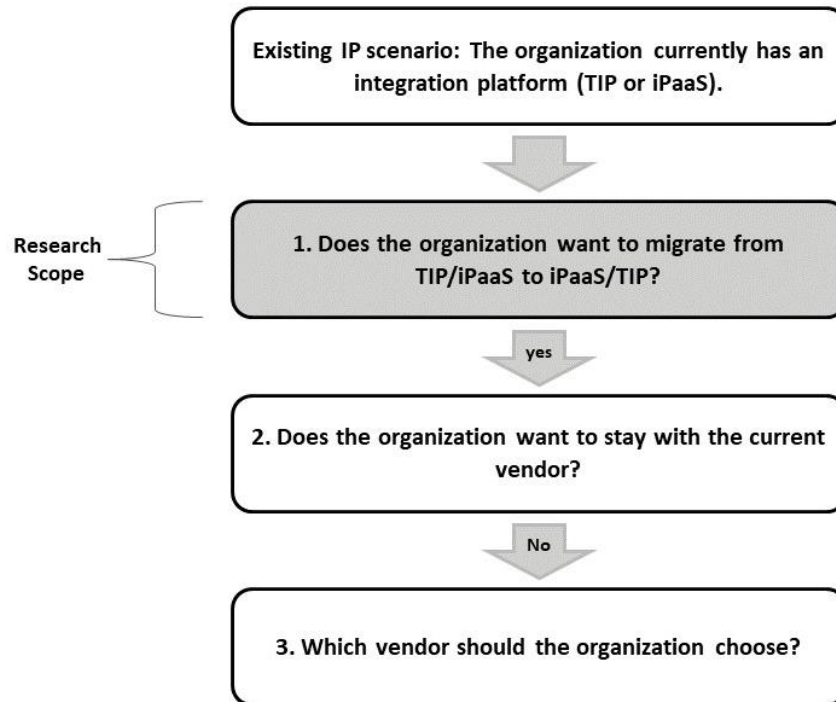 Existing IP scenario: The organization currently has an
integration platform (TIP or iPaaS).
Research
Scope
1. Does the organization want to migrate from
TIP/iPaaS to iPaaS/TIP?
yes
2. Does the organization want to stay with the current
vendor?
No
3. Which vendor should the organization choose?